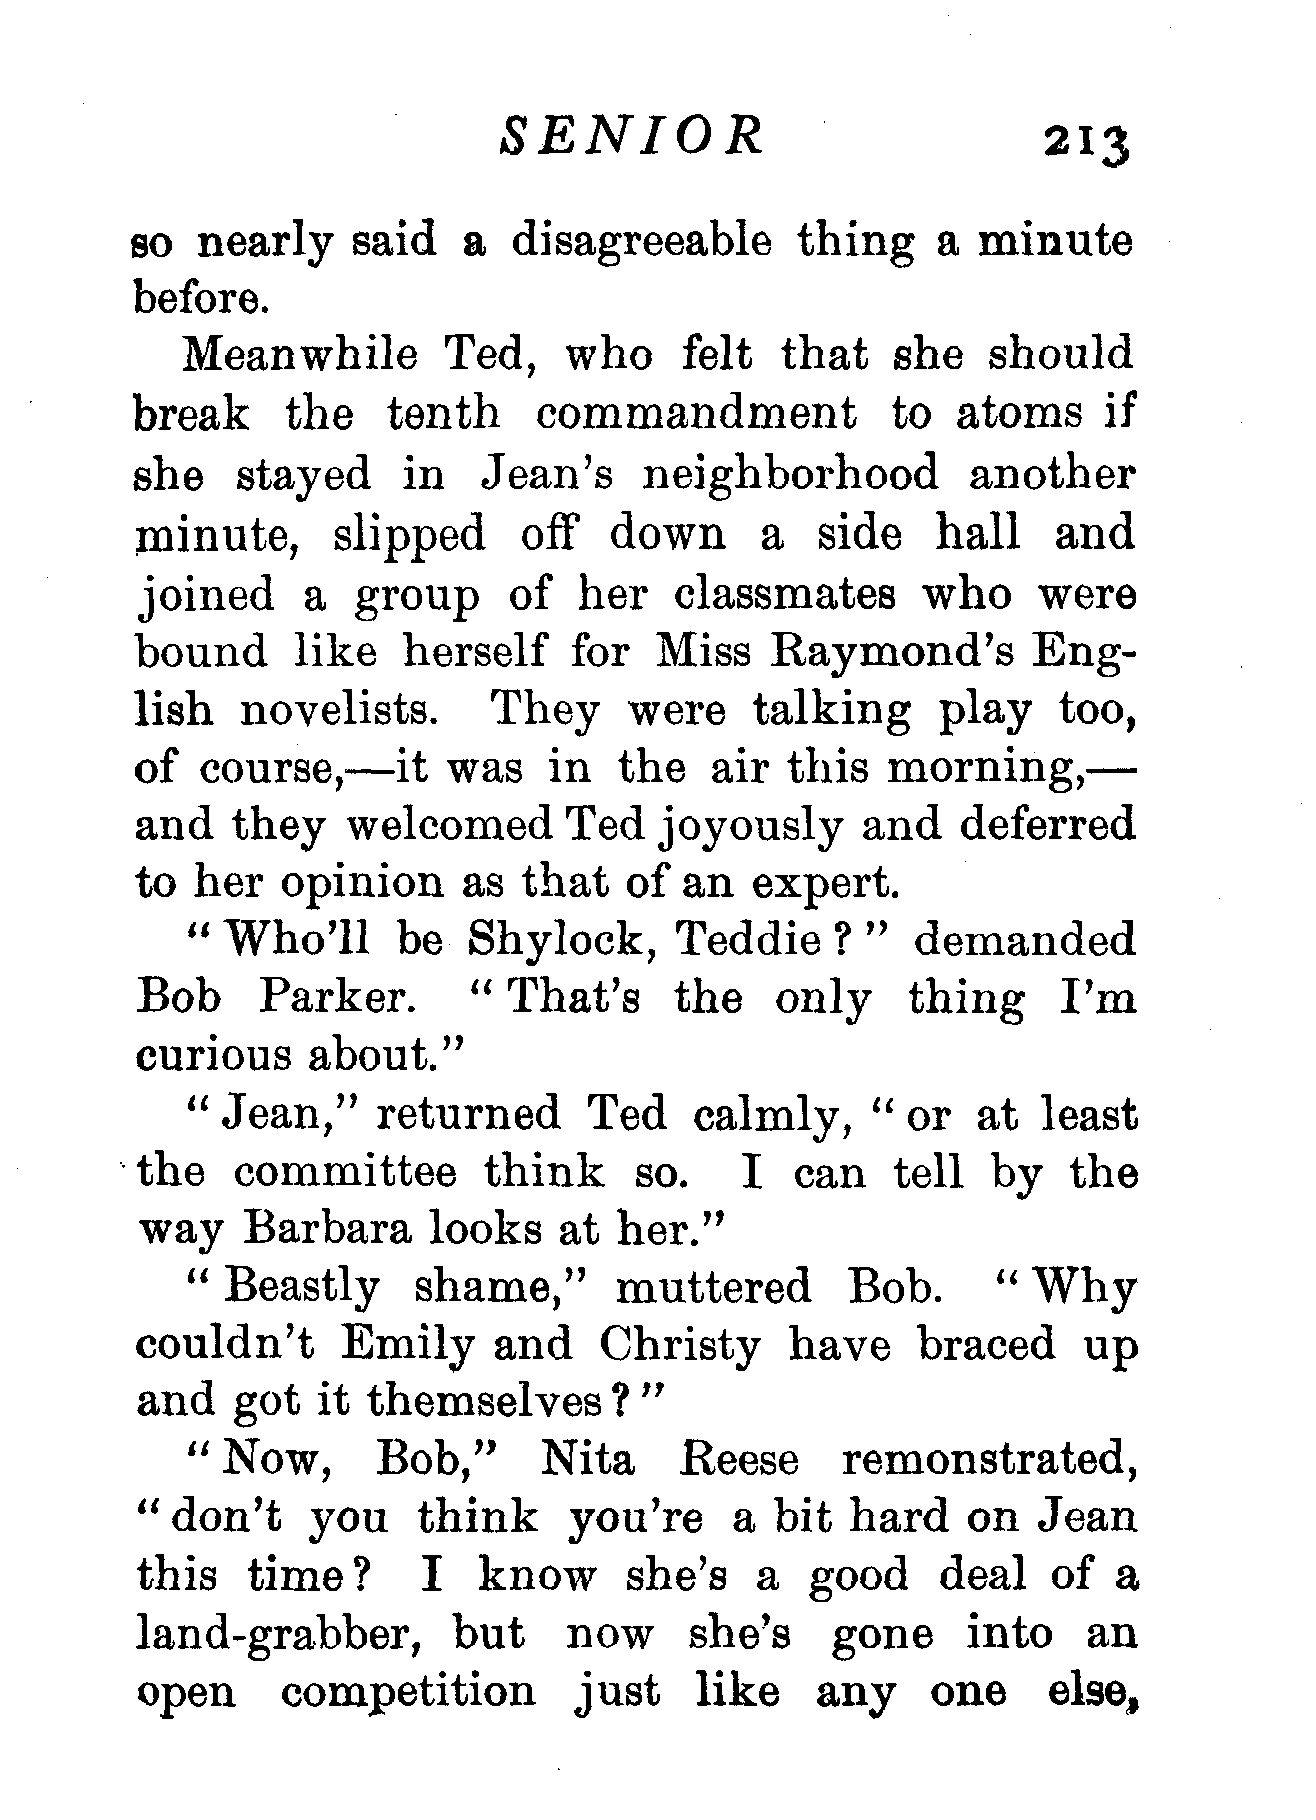 SENIOR 213
so nearly said a disagreeable thing a minute
before.
Meanwhile Ted, who felt that she should
break the tenth commandment to atoms if
she stayed in Jean's neighborhood another
minute, slipped off down a side hall and
joined a group of her classmates who were
bound like herself for Miss Raymond's Eng-
lish novelists. They were talking play too,
of course,—it was in the air this morning,—
and they welcomed Ted joyously and deferred
to her opinion as that of an expert.
“ Who'll be Shylock, Teddie ? ” demanded
Bob Parker. “ That's the only thing I'm
curious about.”
“ Jean,” returned Ted calmly, “ or at least
the committee think so. I can tell by the
way Barbara looks at her.”
“ Beastly shame,” muttered Bob. “ Why
couldn't Emily and Christy have braced up
and got it themselves ? ”
“ Now, Bob,” Nita Reese remonstrated,
“ don't you think you're a bit hard on Jean
this time ? I know she's a good deal of a
land-grabber, but now she's gone into an
open competition just like any one else,